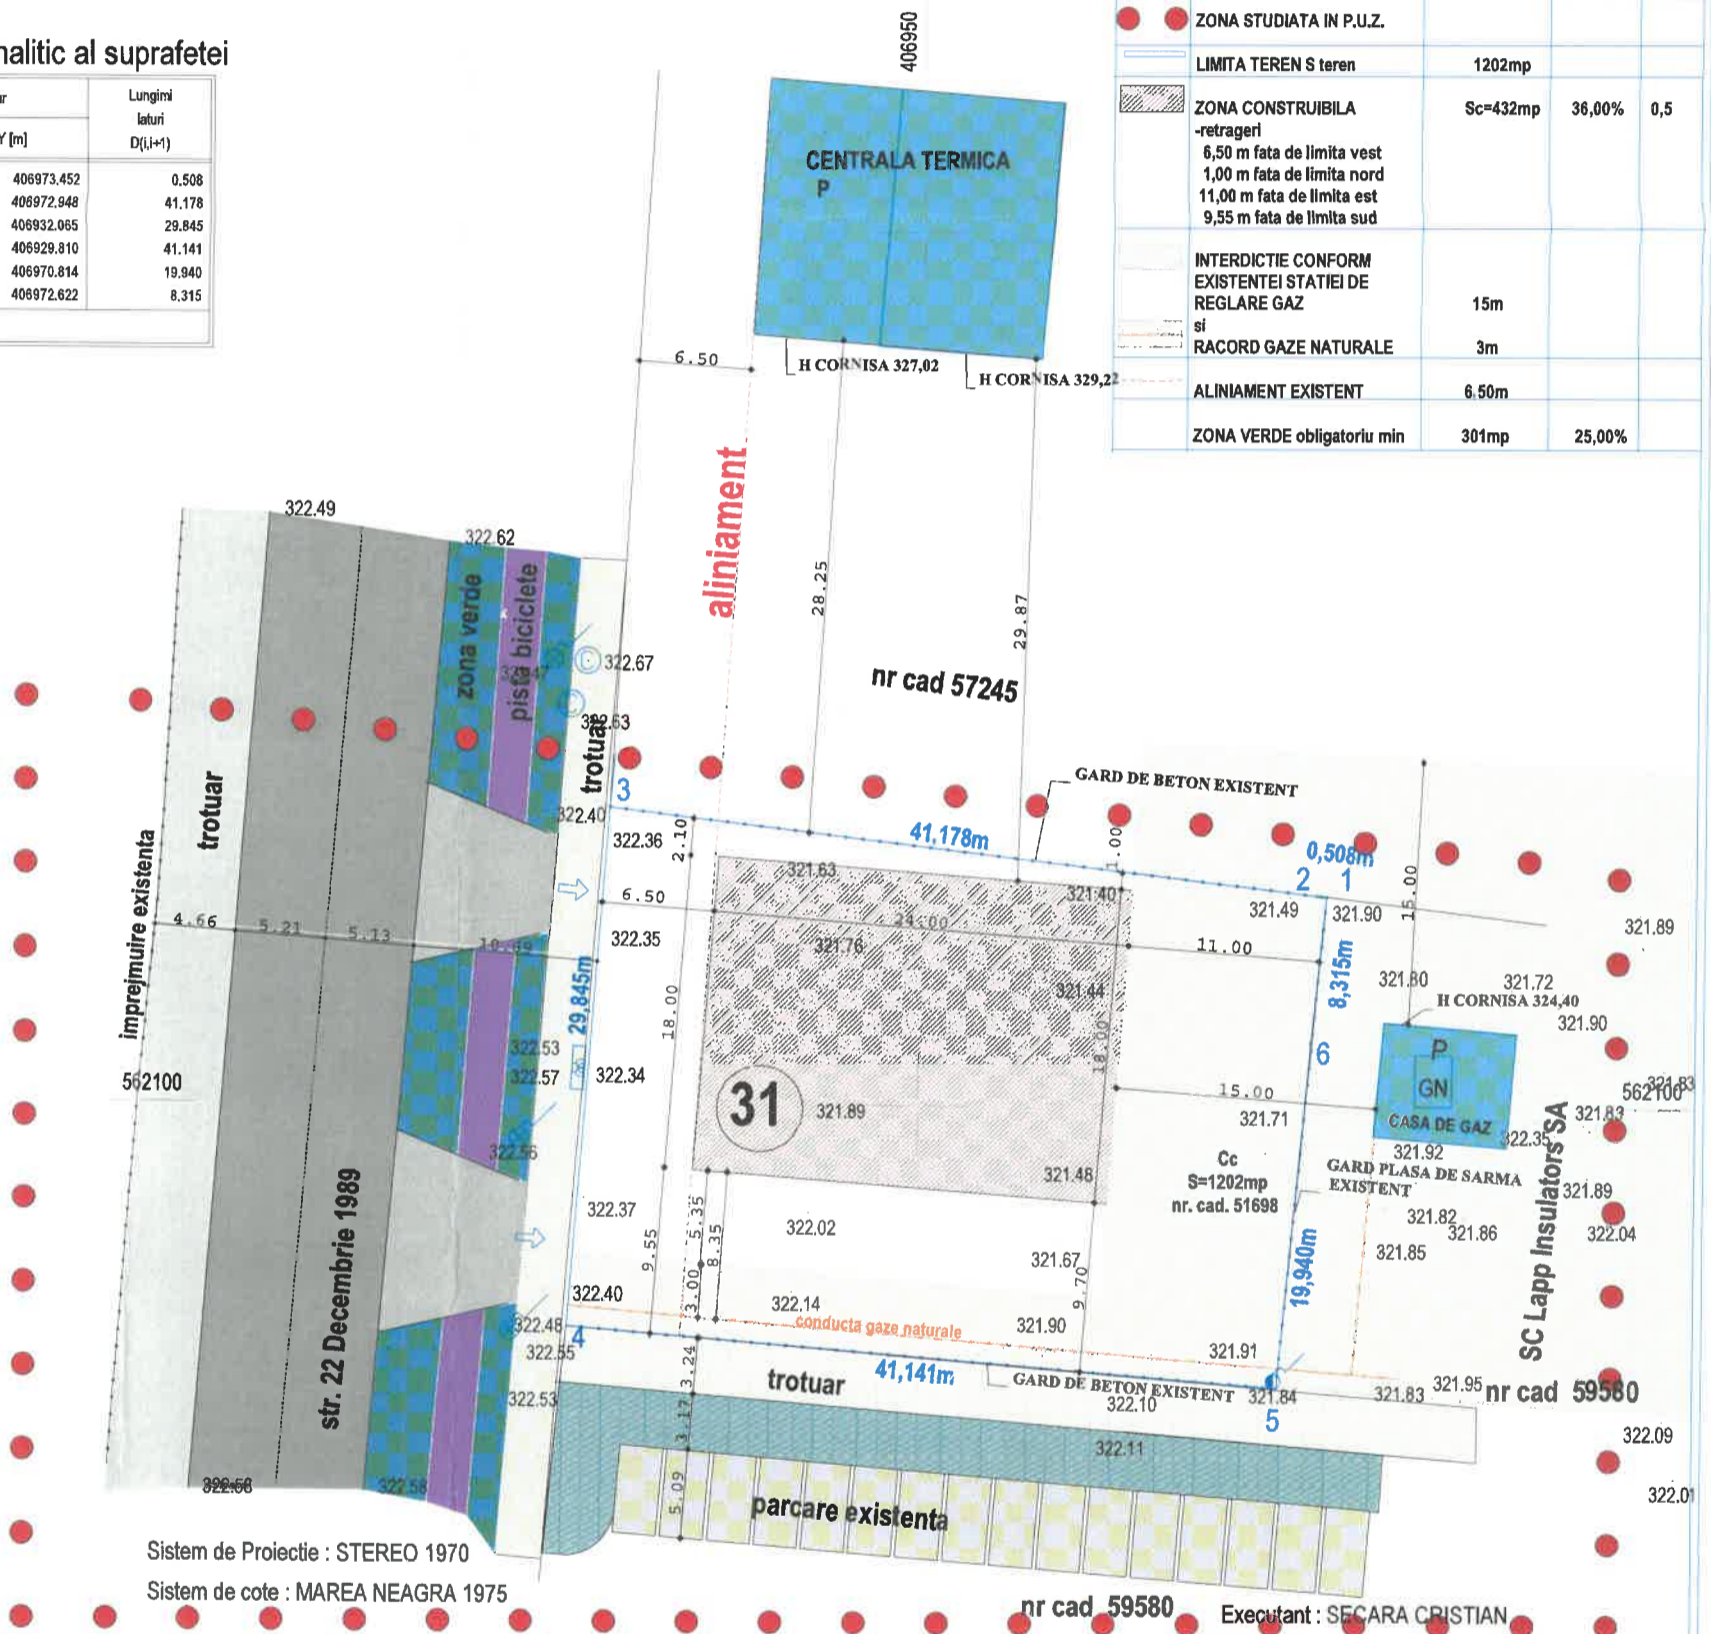 nalitic al suprafetei
Lungimi
laturi
Y [m]
D(i,i+1)
406973.452 0.508
406972.948 41.178
406932.065 29.845
406929.810 41.141
406970.814 19.940
406972.622 8.315
406950
ZONA STUDIATA IN P.U.Z.
LIMITA TEREN S teren 1202mp
ZONA CONSTRUIBILA Sc=432mp 36,00% 0,5
-retrageri
6,50 m fata de limita vest
1,00 m fata de limita nord
11,00 m fata de limita est
9,55 m fata de limita sud
INTERDICTIE CONFORM
EXISTENTEI STATIEI DE
REGLARE GAZ 15m
si
RACORD GAZE NATURALE 3m
ALINIAMENT EXISTENT 6.50m
ZONA VERDE obligatoriu min 301mp 25,00%
CENTRALA TERMICA
P
6.50
H CORNISA 327,02
H CORNISA 329,22
aliniament
28.25
29.87
nr cad 57245
322.49
322.62
zona verde
pista biciclete
322.67
322.63
trotuar
trotuar
3
322.40
322.36
2.10
41,178m
GARD DE BETON EXISTENT
1.00
0,508m
2 1
15.00
321.63
321.40
321.49
321.90
321.89
imprejmuire existenta
4.66
5.21
5.13
6.50
24.00
322.35
321.76
11.00
8,315m
321.80
321.72
H CORNISA 324,40
321.90
29,845m
18.00
321.44
18.00
6
P
GN
CASA DE GAZ
322.53
322.57
322.34
562100
562100
321.83
321.83
31
321.89
15.00
321.71
322.35
321.92
322.56
321.48
Cc
S=1202mp
nr. cad. 51698
GARD PLASA DE SARMA
EXISTENT
321.89
322.37
9.55
5.35
8.35
322.02
321.82
321.86
322.04
321.85
321.67
9.70
19,940m
SC Lapp Insulators SA
str. 22 Decembrie 1989
322.40
3.00
322.14
conducta gaze naturale
321.90
321.91
322.48
4
322.55
3.24
trotuar
41,141m
GARD DE BETON EXISTENT
322.10
321.84
5
321.83
321.95
nr cad 59580
322.53
3.17
322.11
322.09
322.58
5.09
parcare existenta
322.01
Sistem de Proiectie : STEREO 1970
Sistem de cote : MAREA NEAGRA 1975
nr cad 59580
Executant : SECARA CRISTIAN